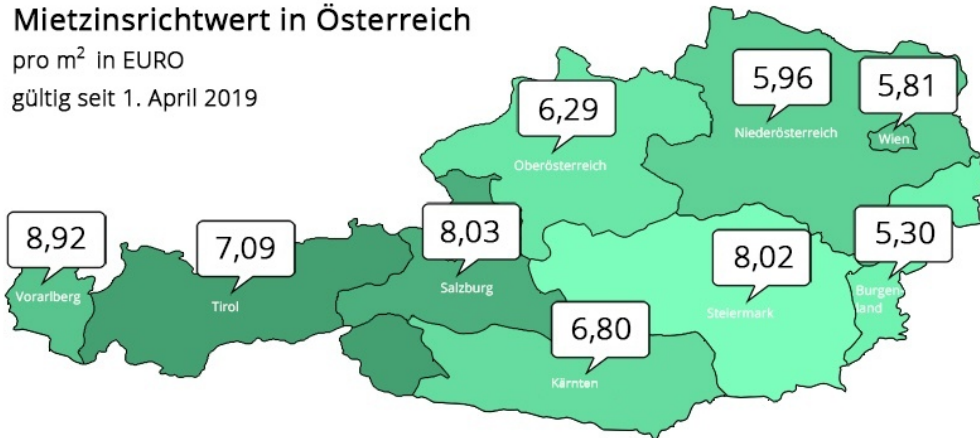 Mietzinsrichtwert in Österreich
pro m² in EURO
gültig seit 1. April 2019
5,96
5,81
6,29
Niederösterreich
Wien
Oberösterreich
8,92
7,09
8,03
8,02
5,30
Vorarlberg
Tirol
Salzburg
Steiermark
Burgen-
land
6,80
Kärnten